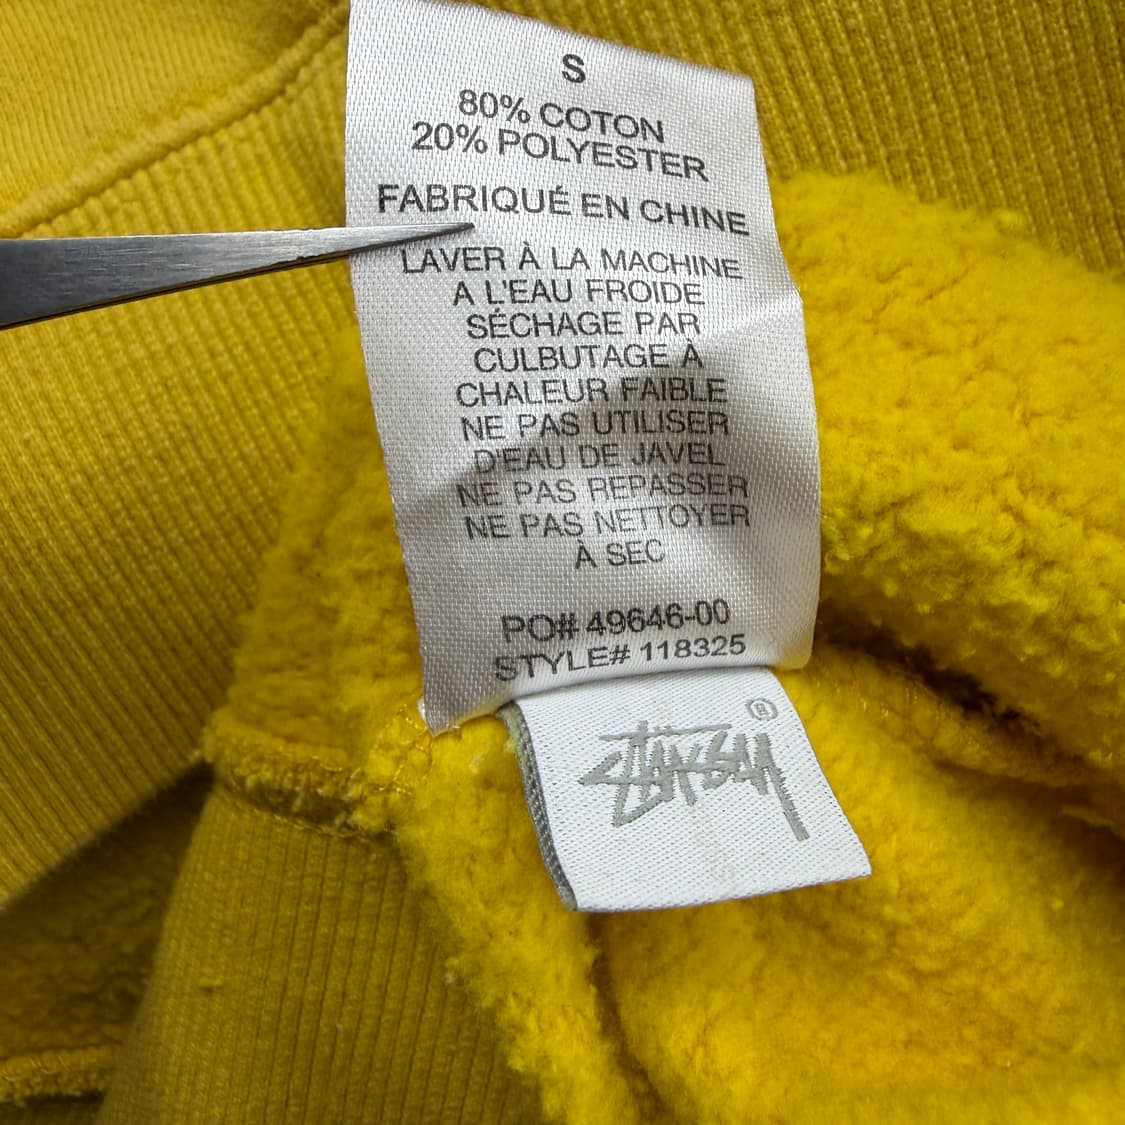 S
80% COTON
20% POLYESTER
FABRIQUÉ EN CHINE
LAVER À LA MACHINE
A L'EAU FROIDE
SÉCHAGE PAR
CULBUTAGE À
CHALEUR FAIBLE
NE PAS UTILISER
D'EAU DE JAVEL
NE PAS REPASSER
NE PAS NETTOYER
À SEC
PO# 49646-00
STYLE# 118325
STÜSSY ®